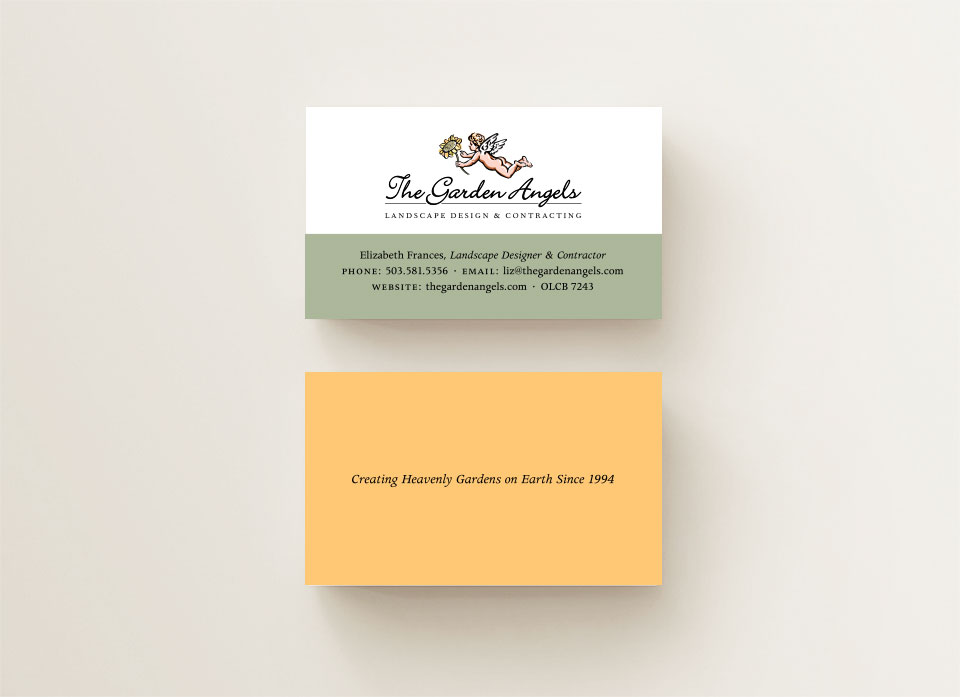 The Garden Angels
LANDSCAPE DESIGN & CONTRACTING
Elizabeth Frances, Landscape Designer & Contractor
PHONE: 503.581.5356 · EMAIL: liz@thegardenangels.com
WEBSITE: thegardenangels.com · OLCB 7243
Creating Heavenly Gardens on Earth Since 1994